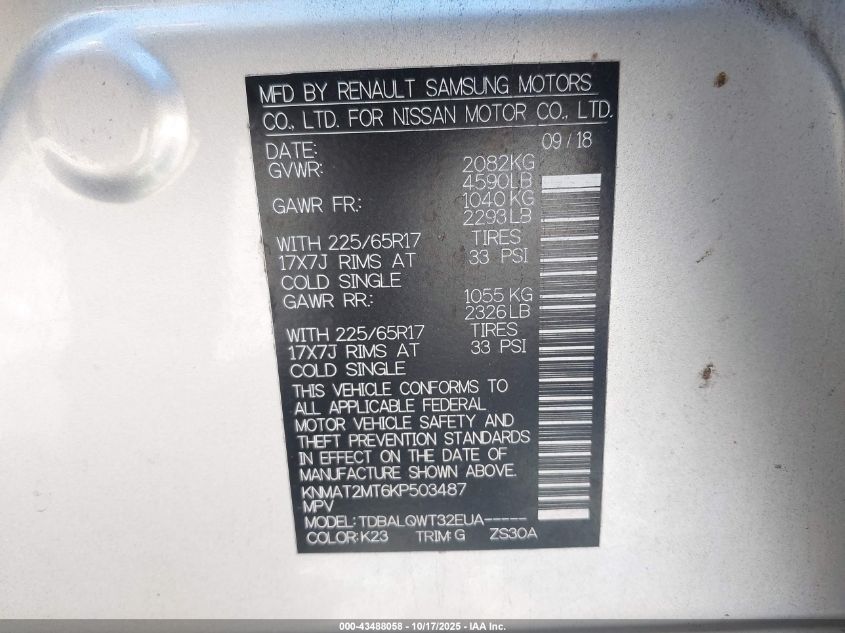 MFD BY RENAULT SAMSUNG MOTORS
CO., LTD. FOR NISSAN MOTOR CO., LTD.
DATE: 09/18
GVWR: 2082KG
4590LB
GAWR FR.: 1040KG
2293LB
WITH 225/65R17 TIRES
17X7J RIMS AT 33 PSI
COLD SINGLE
GAWR RR.: 1055KG
2326LB
WITH 225/65R17 TIRES
17X7J RIMS AT 33 PSI
COLD SINGLE
THIS VEHICLE CONFORMS TO
ALL APPLICABLE FEDERAL
MOTOR VEHICLE SAFETY AND
THEFT PREVENTION STANDARDS
IN EFFECT ON THE DATE OF
MANUFACTURE SHOWN ABOVE.
KNMAT2MT6KP503487
MPV
MODEL: TDBALQWT32EUA-----
COLOR: K23 TRIM: G ZS30A
000-43488058 - 10/17/2025 - IAA Inc.